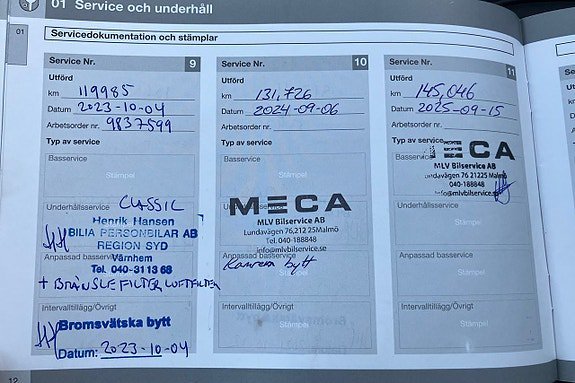 01 Service och underhåll
01
Servicedokumentation och stämplar
Service Nr. 9
Utförd
km 119985
Datum 2023-10-04
Arbetsorder nr. 9837599
Typ av service
Basservice
Stämpel
Underhållsservice CLASSIC
Henrik Hansen
BILIA PERSONBILAR AB
REGION SYD
Värnhem
Tel. 040-31 13 68
Anpassad basservice
+ BRÄNSLEFILTER, LUFTFILTER
Intervalltillägg/Övrigt
Bromsvätska bytt
Datum: 2023-10-04
Service Nr. 10
Utförd
km 131,726
Datum 2024-09-06
Arbetsorder nr.
Typ av service
Basservice
Stämpel
Underhållsservice
MECA
MLV Bilservice AB
Lundavägen 76, 212 25 Malmö
Tel. 040-188848
info@mlvbilservice.se
Anpassad basservice
bytt
Intervalltillägg/Övrigt
Stämpel
Service Nr. 11
Utförd
km 145,046
Datum 2025-09-15
Arbetsorder nr.
Typ av service
Basservice
MECA
MLV Bilservice AB
Lundavägen 76 21225 Malmö
040-188848
info@mlvbilservice.se
Underhållsservice
Stämpel
Anpassad basservice
Stämpel
Intervalltillägg/Övrigt
Stämpel
12